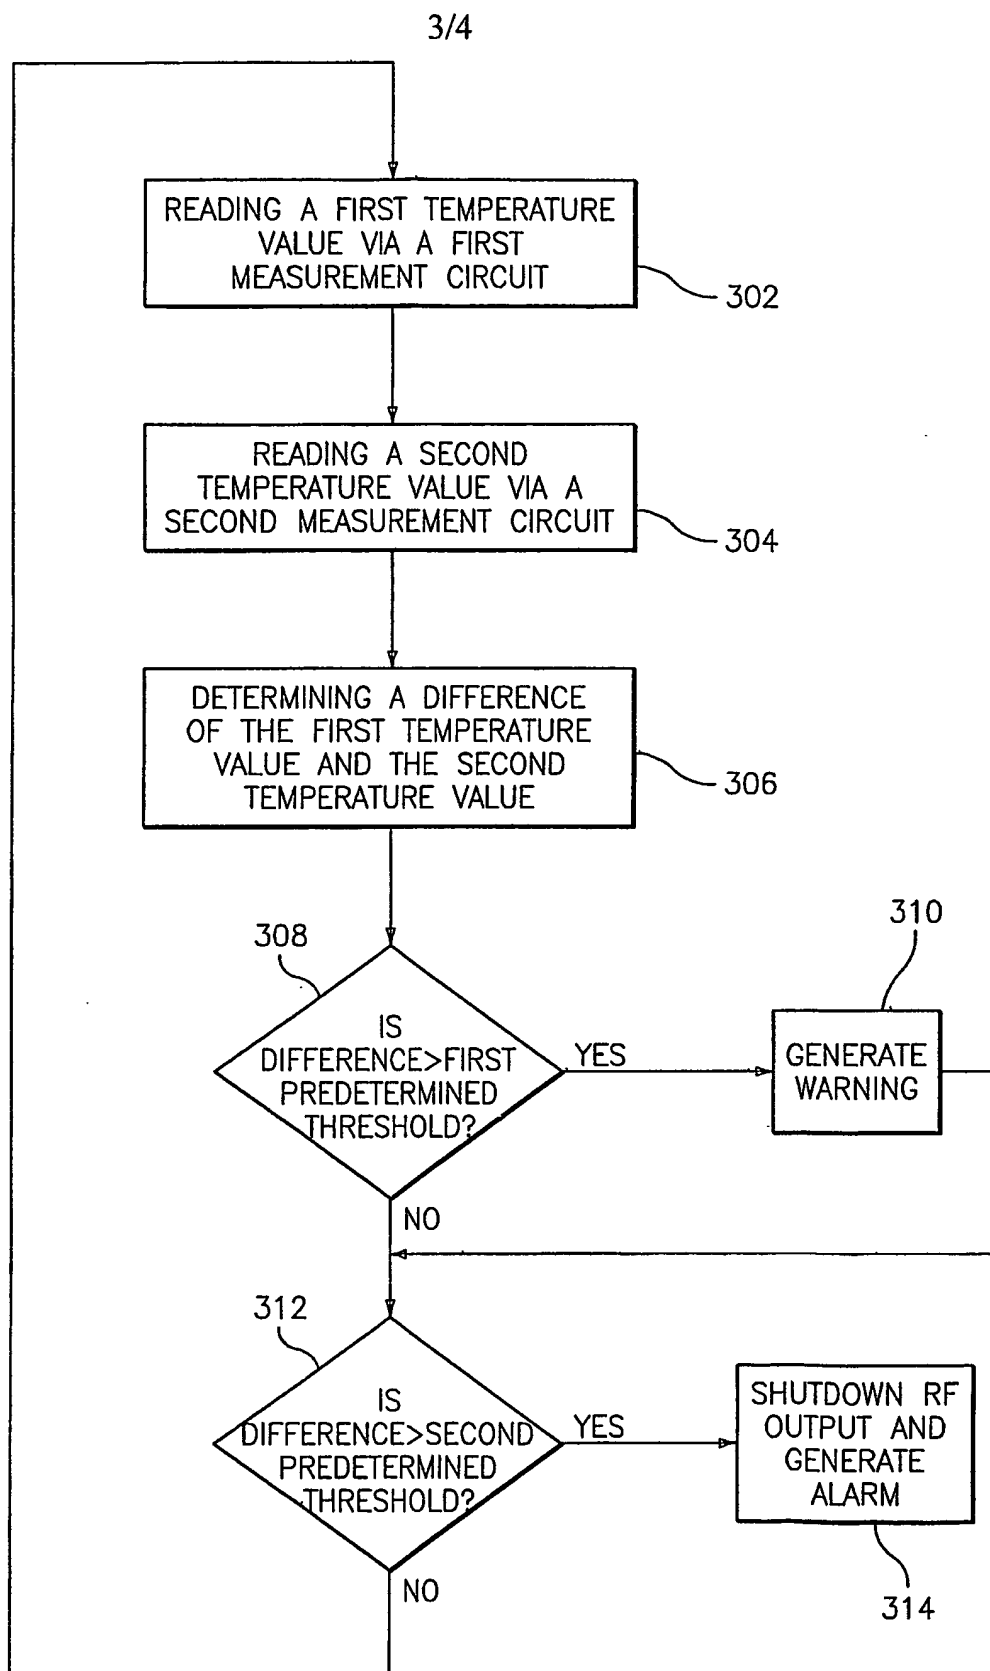 3/4
READING A FIRST TEMPERATURE
VALUE VIA A FIRST
MEASUREMENT CIRCUIT
302
READING A SECOND
TEMPERATURE VALUE VIA A
SECOND MEASUREMENT CIRCUIT
304
DETERMINING A DIFFERENCE
OF THE FIRST TEMPERATURE
VALUE AND THE SECOND
TEMPERATURE VALUE
306
308
IS
DIFFERENCE>FIRST
PREDETERMINED
THRESHOLD?
YES
310
GENERATE
WARNING
NO
312
IS
DIFFERENCE>SECOND
PREDETERMINED
THRESHOLD?
YES
SHUTDOWN RF
OUTPUT AND
GENERATE
ALARM
314
NO